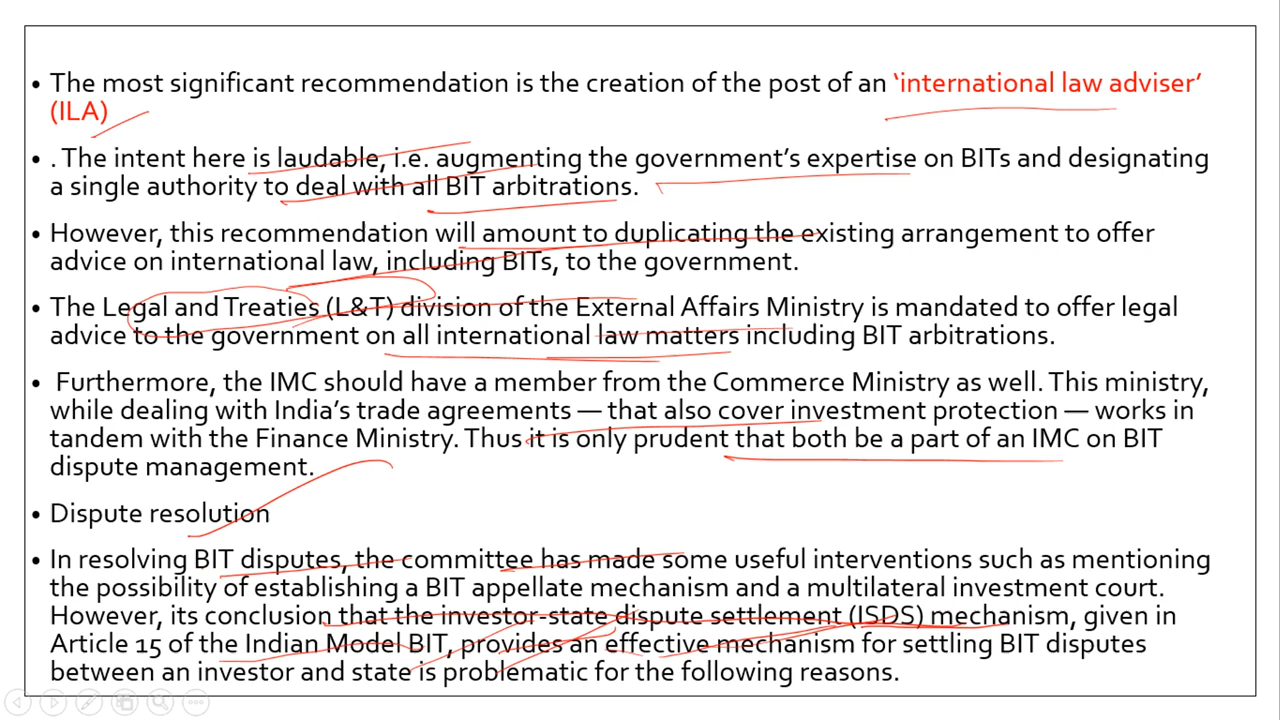 • The most significant recommendation is the creation of the post of an ‘international law adviser’
(ILA)
• . The intent here is laudable, i.e. augmenting the government’s expertise on BITs and designating
a single authority to deal with all BIT arbitrations.
• However, this recommendation will amount to duplicating the existing arrangement to offer
advice on international law, including BITs, to the government.
• The Legal and Treaties (L&T) division of the External Affairs Ministry is mandated to offer legal
advice to the government on all international law matters including BIT arbitrations.
• Furthermore, the IMC should have a member from the Commerce Ministry as well. This ministry,
while dealing with India’s trade agreements — that also cover investment protection — works in
tandem with the Finance Ministry. Thus it is only prudent that both be a part of an IMC on BIT
dispute management.
• Dispute resolution
• In resolving BIT disputes, the committee has made some useful interventions such as mentioning
the possibility of establishing a BIT appellate mechanism and a multilateral investment court.
However, its conclusion that the investor-state dispute settlement (ISDS) mechanism, given in
Article 15 of the Indian Model BIT, provides an effective mechanism for settling BIT disputes
between an investor and state is problematic for the following reasons.